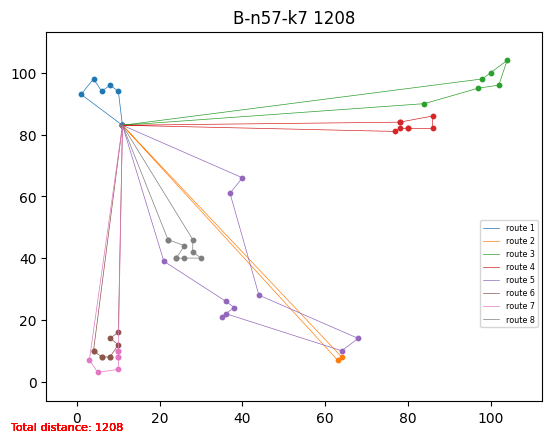 B-n57-k7 1208
100
80
60
40
20
0
route 1
route 2
route 3
route 4
route 5
route 6
route 7
route 8
0 20 40 60 80 100
Total distance: 1208